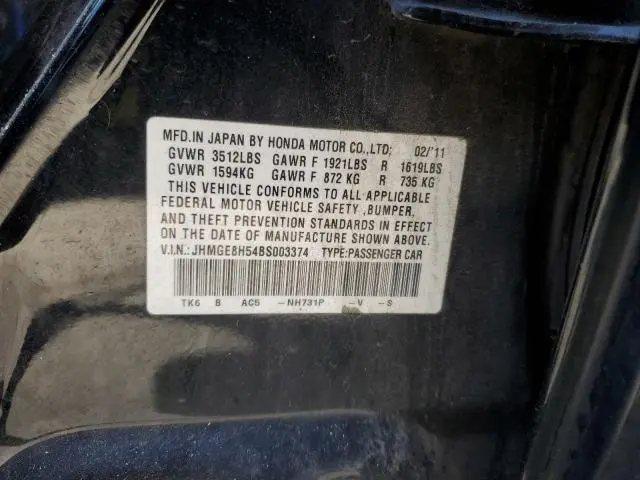 MFD.IN JAPAN BY HONDA MOTOR CO.,LTD: 02/'11
GVWR 3512LBS GAWR F 1921LBS R 1619LBS
GVWR 1594KG GAWR F 872 KG R 735 KG
THIS VEHICLE CONFORMS TO ALL APPLICABLE
FEDERAL MOTOR VEHICLE SAFETY ,BUMPER,
AND THEFT PREVENTION STANDARDS IN EFFECT
ON THE DATE OF MANUFACTURE SHOWN ABOVE.
V.I.N.: JHMGE8H54BS003374 TYPE:PASSENGER CAR
TK6 B AC5 -NH731P -V -S